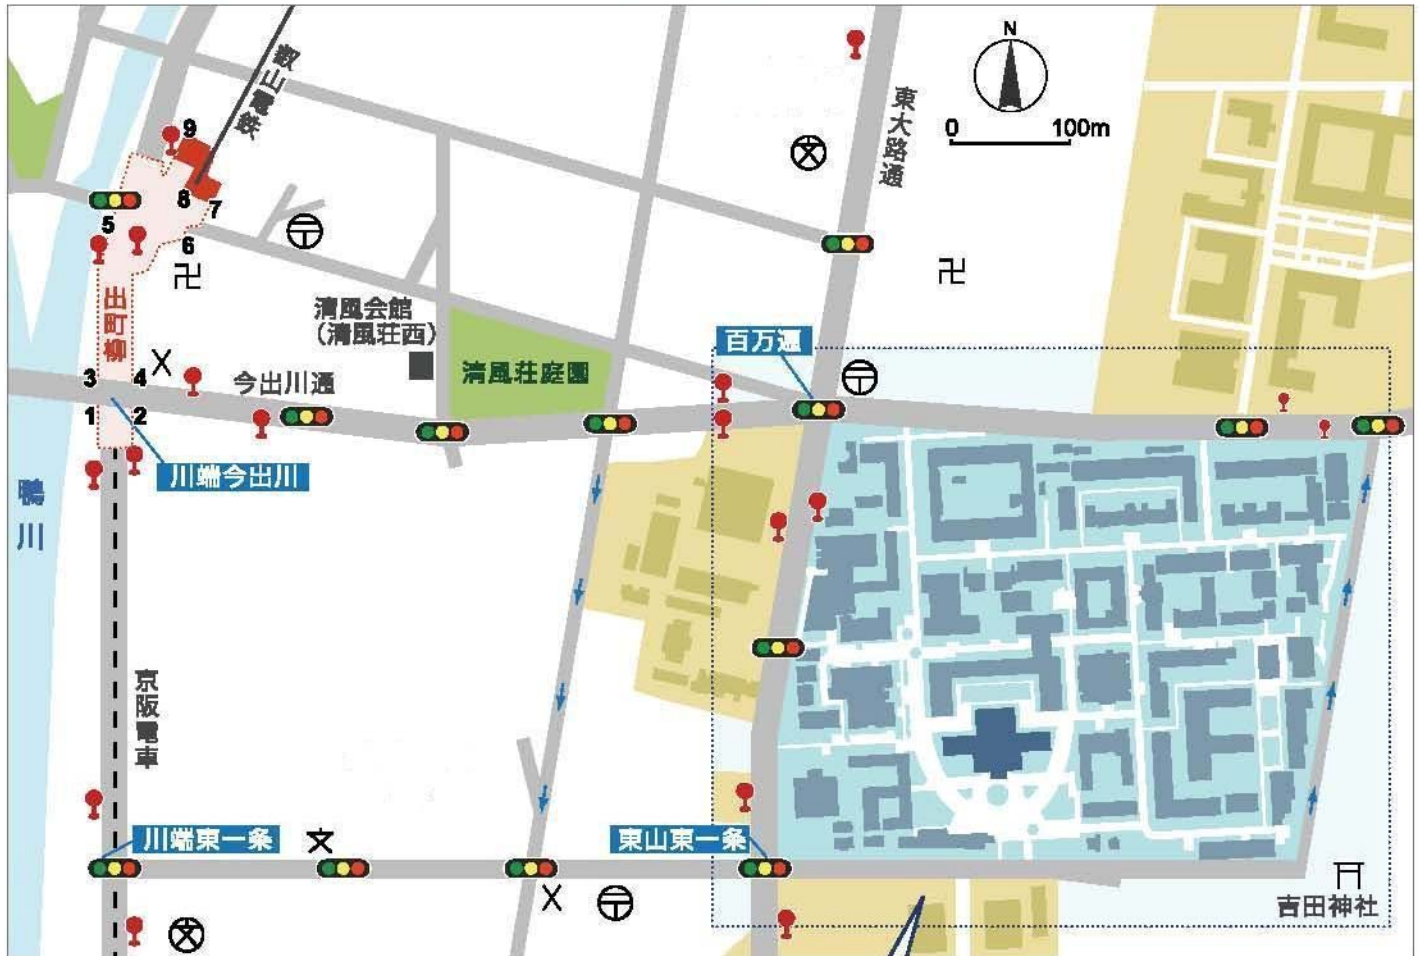 N
0
100m
叡山電鉄
東大路通
9
8
7
5
6
出町柳
清風会館
(清風荘西)
百万遍
清風荘庭園
3
4
今出川通
1
2
川端今出川
鴨川
京阪電車
川端東一条
東山東一条
吉田神社